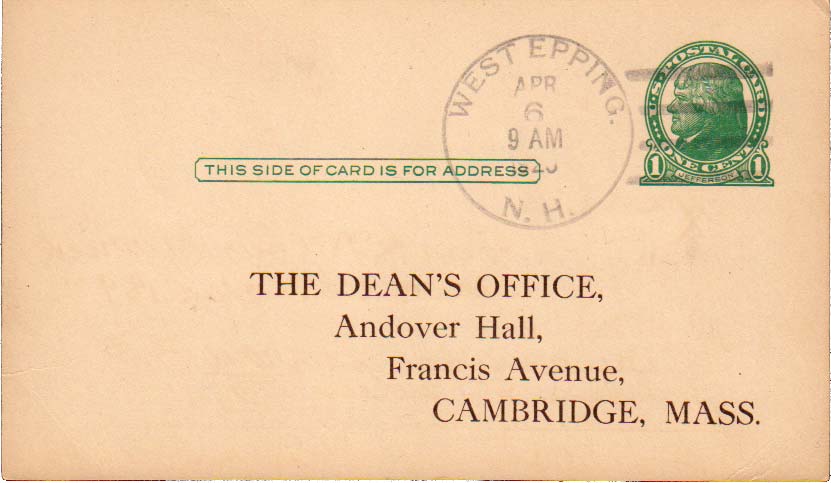 WEST EPPING.
APR
6
9 AM
N. H.
U.S. POSTAL CARD
1 ONE CENT 1
JEFFERSON
THIS SIDE OF CARD IS FOR ADDRESS
THE DEAN'S OFFICE,
Andover Hall,
Francis Avenue,
CAMBRIDGE, MASS.